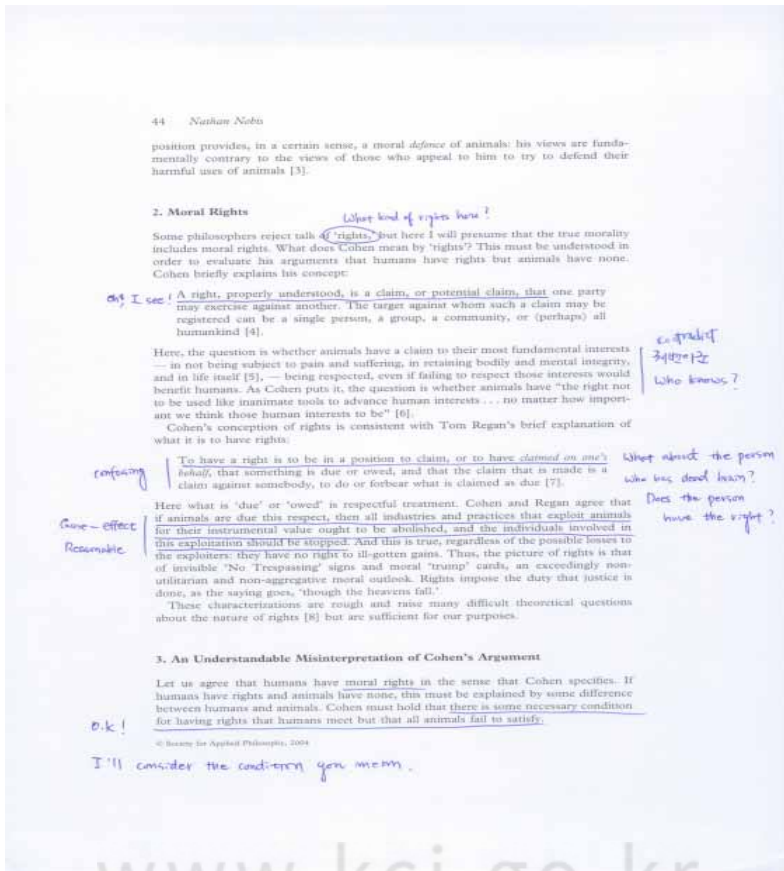 44 Nathan Nobis
position provides, in a certain sense, a moral defence of animals: his views are funda-
mentally contrary to the views of those who appeal to him to try to defend their
harmful uses of animals [3].
2. Moral Rights
What kind of rights here?
Some philosophers reject talk of 'rights,' but here I will presume that the true morality
includes moral rights. What does Cohen mean by 'rights'? This must be understood in
order to evaluate his arguments that humans have rights but animals have none.
Cohen briefly explains his concept:
oh, I see!
A right, properly understood, is a claim, or potential claim, that one party
may exercise against another. The target against whom such a claim may be
registered can be a single person, a group, a community, or (perhaps) all
humankind [4].
Here, the question is whether animals have a claim to their most fundamental interests
— in not being subject to pain and suffering, in retaining bodily and mental integrity,
and in life itself [5], — being respected, even if failing to respect those interests would
benefit humans. As Cohen puts it, the question is whether animals have "the right not
to be used like inanimate tools to advance human interests . . . no matter how import-
ant we think those human interests to be" [6].
Who knows?
Cohen's conception of rights is consistent with Tom Regan's brief explanation of
what it is to have rights:
confusing
To have a right is to be in a position to claim, or to have claimed on one's
behalf, that something is due or owed, and that the claim that is made is a
claim against somebody, to do or forbear what is claimed as due [7].
What about the person
who has dead brain?
Does the person
have the right?
Here what is 'due' or 'owed' is respectful treatment. Cohen and Regan agree that
if animals are due this respect, then all industries and practices that exploit animals
for their instrumental value ought to be abolished, and the individuals involved in
this exploitation should be stopped. And this is true, regardless of the possible losses to
the exploiters: they have no right to ill-gotten gains. Thus, the picture of rights is that
of invisible 'No Trespassing' signs and moral 'trump' cards, an exceedingly non-
utilitarian and non-aggregative moral outlook. Rights impose the duty that justice is
done, as the saying goes, 'though the heavens fall.'
effect
Reasonable
These characterizations are rough and raise many difficult theoretical questions
about the nature of rights [8] but are sufficient for our purposes.
3. An Understandable Misinterpretation of Cohen's Argument
Let us agree that humans have moral rights in the sense that Cohen specifies. If
humans have rights and animals have none, this must be explained by some difference
between humans and animals. Cohen must hold that there is some necessary condition
for having rights that humans meet but that all animals fail to satisfy.
O.K!
© Society for Applied Philosophy, 2004
I'll consider the condition you mean.
www.kci.go.kr